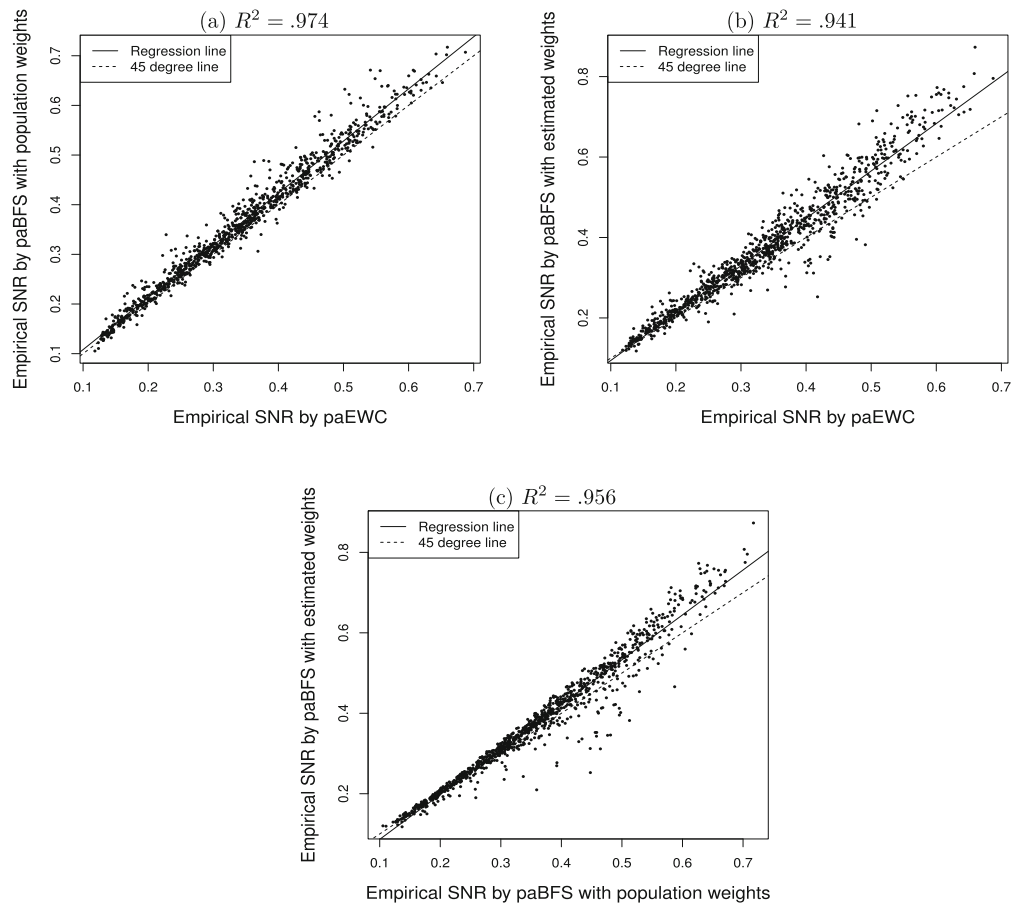 (a) R² = .974
Regression line
45 degree line
Empirical SNR by paBFS with population weights
0.7
0.6
0.5
0.4
0.3
0.2
0.1
0.1 0.2 0.3 0.4 0.5 0.6 0.7
Empirical SNR by paEWC
(b) R² = .941
Regression line
45 degree line
Empirical SNR by paBFS with estimated weights
0.8
0.6
0.4
0.2
0.1 0.2 0.3 0.4 0.5 0.6 0.7
Empirical SNR by paEWC
(c) R² = .956
Regression line
45 degree line
Empirical SNR by paBFS with estimated weights
0.8
0.6
0.4
0.2
0.1 0.2 0.3 0.4 0.5 0.6 0.7
Empirical SNR by paBFS with population weights